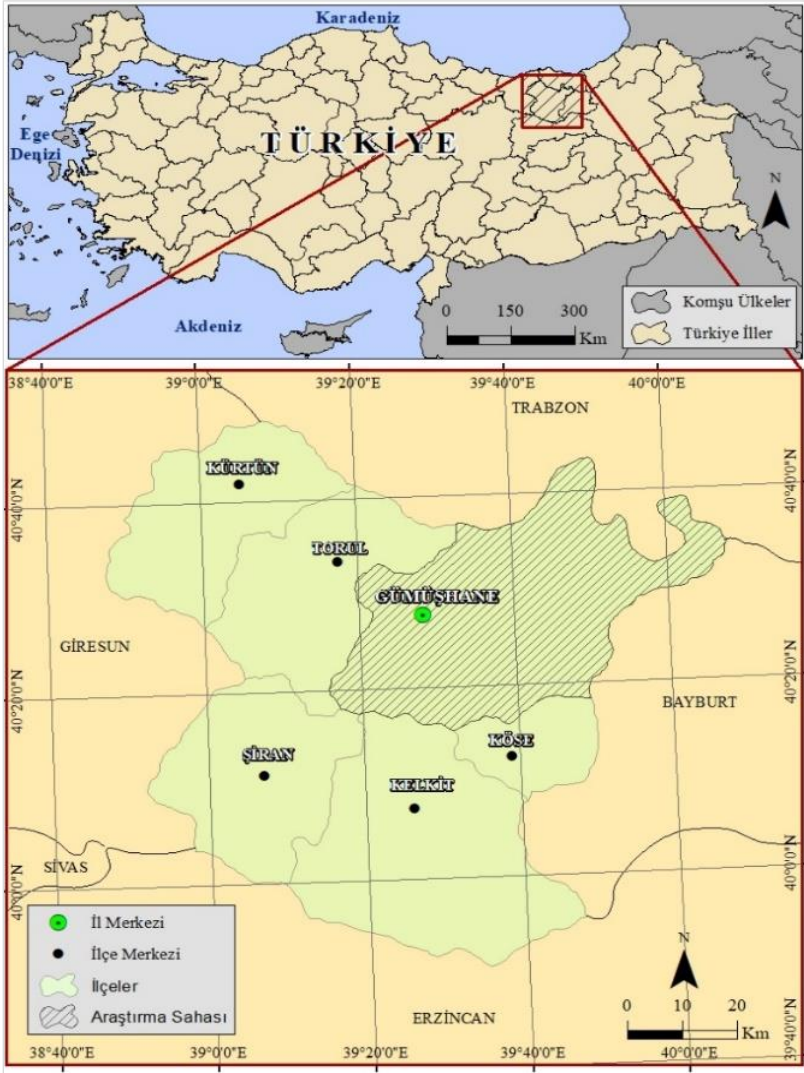 Karadeniz
Ege
Denizi
TÜRKİYE
N
Akdeniz
0 150 300
Km
Komşu Ülkeler
Türkiye İller
38°40'0"E 39°0'0"E 39°20'0"E 39°40'0"E 40°0'0"E
TRABZON
KÜRTÜN
40°40'0"N 40°40'0"N
TORUL
GÜMÜŞHANE
GİRESUN
40°20'0"N 40°20'0"N
BAYBURT
ŞİRAN
KÖSE
KELKİT
SİVAS
40°0'0"N 40°0'0"N
İl Merkezi
İlçe Merkezi
İlçeler
Araştırma Sahası
ERZİNCAN
N
0 10 20
Km
39°40'0"N
38°40'0"E 39°0'0"E 39°20'0"E 39°40'0"E 40°0'0"E